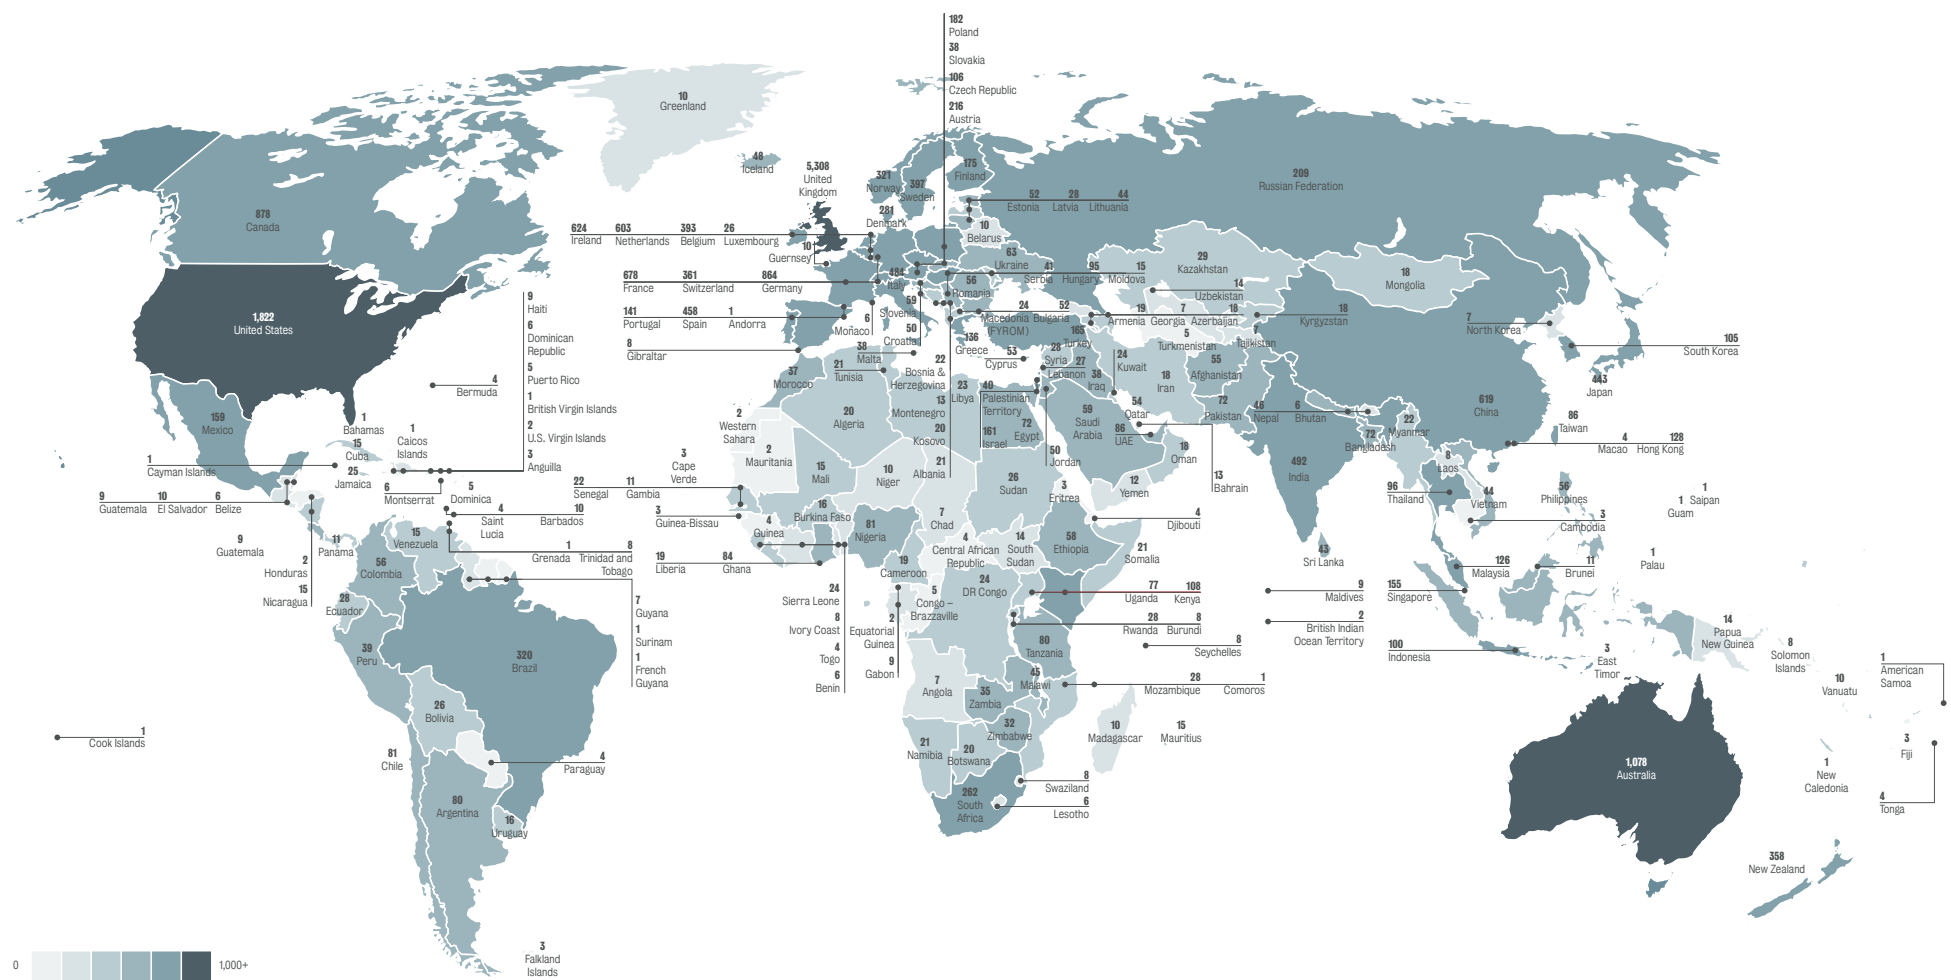 182
Poland
38
Slovakia
106
Czech Republic
216
Austria
10
Greenland
48
Iceland
5,308
United
Kingdom
321
Norway
397
Sweden
175
Finland
209
Russian Federation
52 28 44
Estonia Latvia Lithuania
281
Denmark
878
Canada
624 603 393 26
Ireland Netherlands Belgium Luxembourg
10
Guernsey
10
Belarus
63
Ukraine
41 95 15
Serbia Hungary Moldova
29
Kazakhstan
18
Mongolia
678 361 864
France Switzerland Germany
484
Italy
56
Romania
14
Uzbekistan
141 458 1
Portugal Spain Andorra
6
Monaco
59
Slovenia
50
Croatia
24 52
Macedonia Bulgaria
(FYROM)
19 7 18
Armenia Georgia Azerbaijan
18
Kyrgyzstan
7
North Korea
105
South Korea
1,822
United States
9
Haiti
6
Dominican
Republic
5
Puerto Rico
1
British Virgin Islands
2
U.S. Virgin Islands
3
Anguilla
8
Gibraltar
38
Malta
136
Greece
165
Turkey
5
Turkmenistan
7
Tajikistan
53
Cyprus
28
Syria
27
Lebanon
24
Kuwait
38
Iraq
18
Iran
55
Afghanistan
443
Japan
4
Bermuda
37
Morocco
21
Tunisia
22
Bosnia &
Herzegovina
23
Libya
40
Palestinian
Territory
54
Qatar
72
Pakistan
46 6
Nepal Bhutan
619
China
159
Mexico
1
Bahamas
1
Caicos
Islands
15
Cuba
2
Western
Sahara
20
Algeria
13
Montenegro
20
Kosovo
21
Albania
161
Israel
72
Egypt
59
Saudi
Arabia
86
UAE
18
Oman
13
Bahrain
72
Bangladesh
22
Myanmar
86
Taiwan
4 128
Macao Hong Kong
1
Cayman Islands
25
Jamaica
6
Montserrat
5
Dominica
3
Cape
Verde
2
Mauritania
15
Mali
10
Niger
26
Sudan
50
Jordan
3
Eritrea
12
Yemen
492
India
8
Laos
96
Thailand
44
Vietnam
56
Philippines
1
Guam
1
Saipan
9 10 6
Guatemala El Salvador Belize
22 11
Senegal Gambia
3
Guinea-Bissau
4 10
Saint Barbados
Lucia
4
Guinea
16
Burkina Faso
81
Nigeria
7
Chad
4
Djibouti
3
Cambodia
9
Guatemala
11
Panama
15
Venezuela
1 8
Grenada Trinidad and
Tobago
19 84
Liberia Ghana
4
Central African
Republic
14
South
Sudan
58
Ethiopia
21
Somalia
43
Sri Lanka
126
Malaysia
11
Brunei
1
Palau
2
Honduras
15
Nicaragua
56
Colombia
28
Ecuador
7
Guyana
1
Surinam
1
French
Guyana
24
Sierra Leone
8
Ivory Coast
4
Togo
6
Benin
19
Cameroon
2
Equatorial
Guinea
9
Gabon
5
Congo –
Brazzaville
24
DR Congo
77 108
Uganda Kenya
28 8
Rwanda Burundi
8
Seychelles
9
Maldives
2
British Indian
Ocean Territory
155
Singapore
100
Indonesia
14
Papua
New Guinea
8
Solomon
Islands
3
East
Timor
39
Peru
320
Brazil
80
Tanzania
45
Malawi
28 1
Mozambique Comoros
1
American
Samoa
10
Vanuatu
26
Bolivia
7
Angola
35
Zambia
32
Zimbabwe
10
Madagascar
15
Mauritius
1
Cook Islands
81
Chile
4
Paraguay
21
Namibia
20
Botswana
8
Swaziland
6
Lesotho
262
South
Africa
1,078
Australia
1
New
Caledonia
3
Fiji
4
Tonga
80
Argentina
16
Uruguay
358
New Zealand
3
Falkland
Islands
0 1,000+